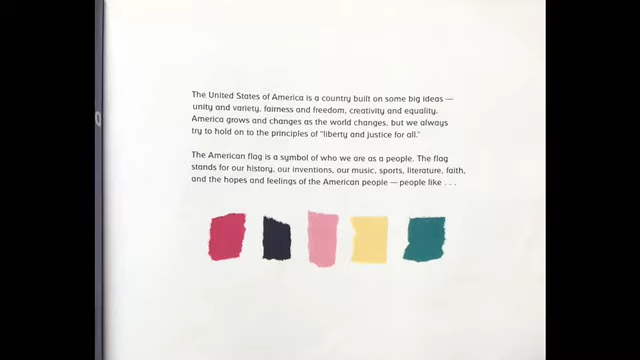 The United States of America is a country built on some big ideas —
unity and variety, fairness and freedom, creativity and equality.
America grows and changes as the world changes, but we always
try to hold on to the principles of "liberty and justice for all."
The American flag is a symbol of who we are as a people. The flag
stands for our history, our inventions, our music, sports, literature, faith,
and the hopes and feelings of the American people — people like . . .